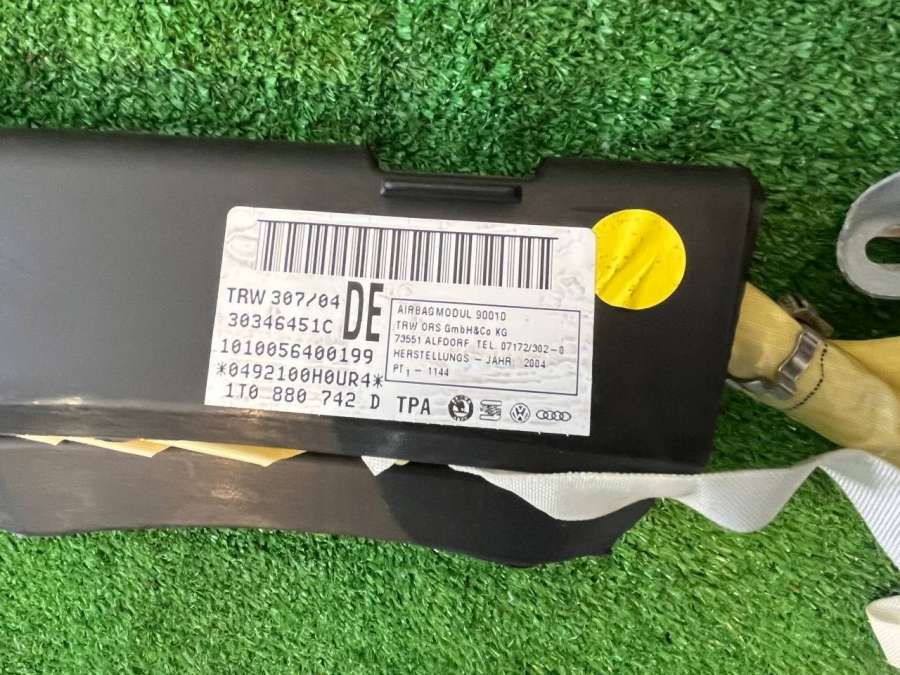 TRW 307/04 DE
30346451C
1010056400199
*0492100H0UR4*
1T0 880 742 D TPA
AIRBAGMODUL 90010
TRW ORS GmbH&Co KG
73551 ALFDORF TEL. 07172/302-0
HERSTELLUNGS - JAHR: 2004
PT1 - 1144